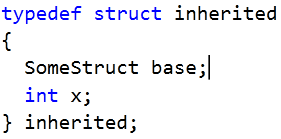 typedef struct inherited
{
  SomeStruct base;
  int x;
} inherited;